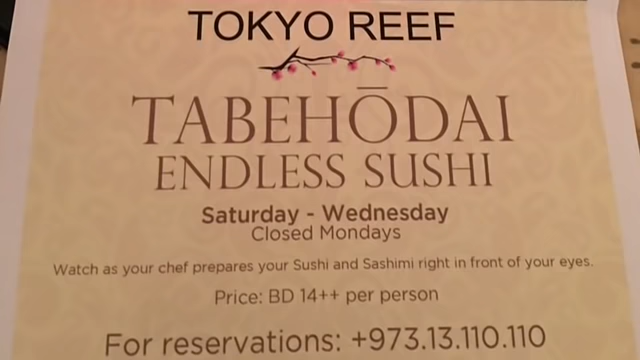 TOKYO REEF
TABEHŌDAI
ENDLESS SUSHI
Saturday - Wednesday
Closed Mondays
Watch as your chef prepares your Sushi and Sashimi right in front of your eyes.
Price: BD 14++ per person
For reservations: +973.13.110.110